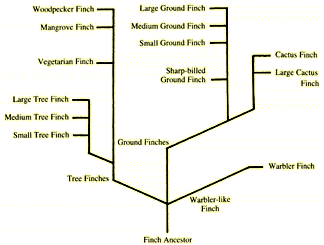 Woodpecker Finch
Mangrove Finch
Vegetarian Finch
Large Tree Finch
Medium Tree Finch
Small Tree Finch
Tree Finches
Large Ground Finch
Medium Ground Finch
Small Ground Finch
Sharp-billed
Ground Finch
Ground Finches
Cactus Finch
Large Cactus
Finch
Warbler Finch
Warbler-like
Finch
Finch Ancestor